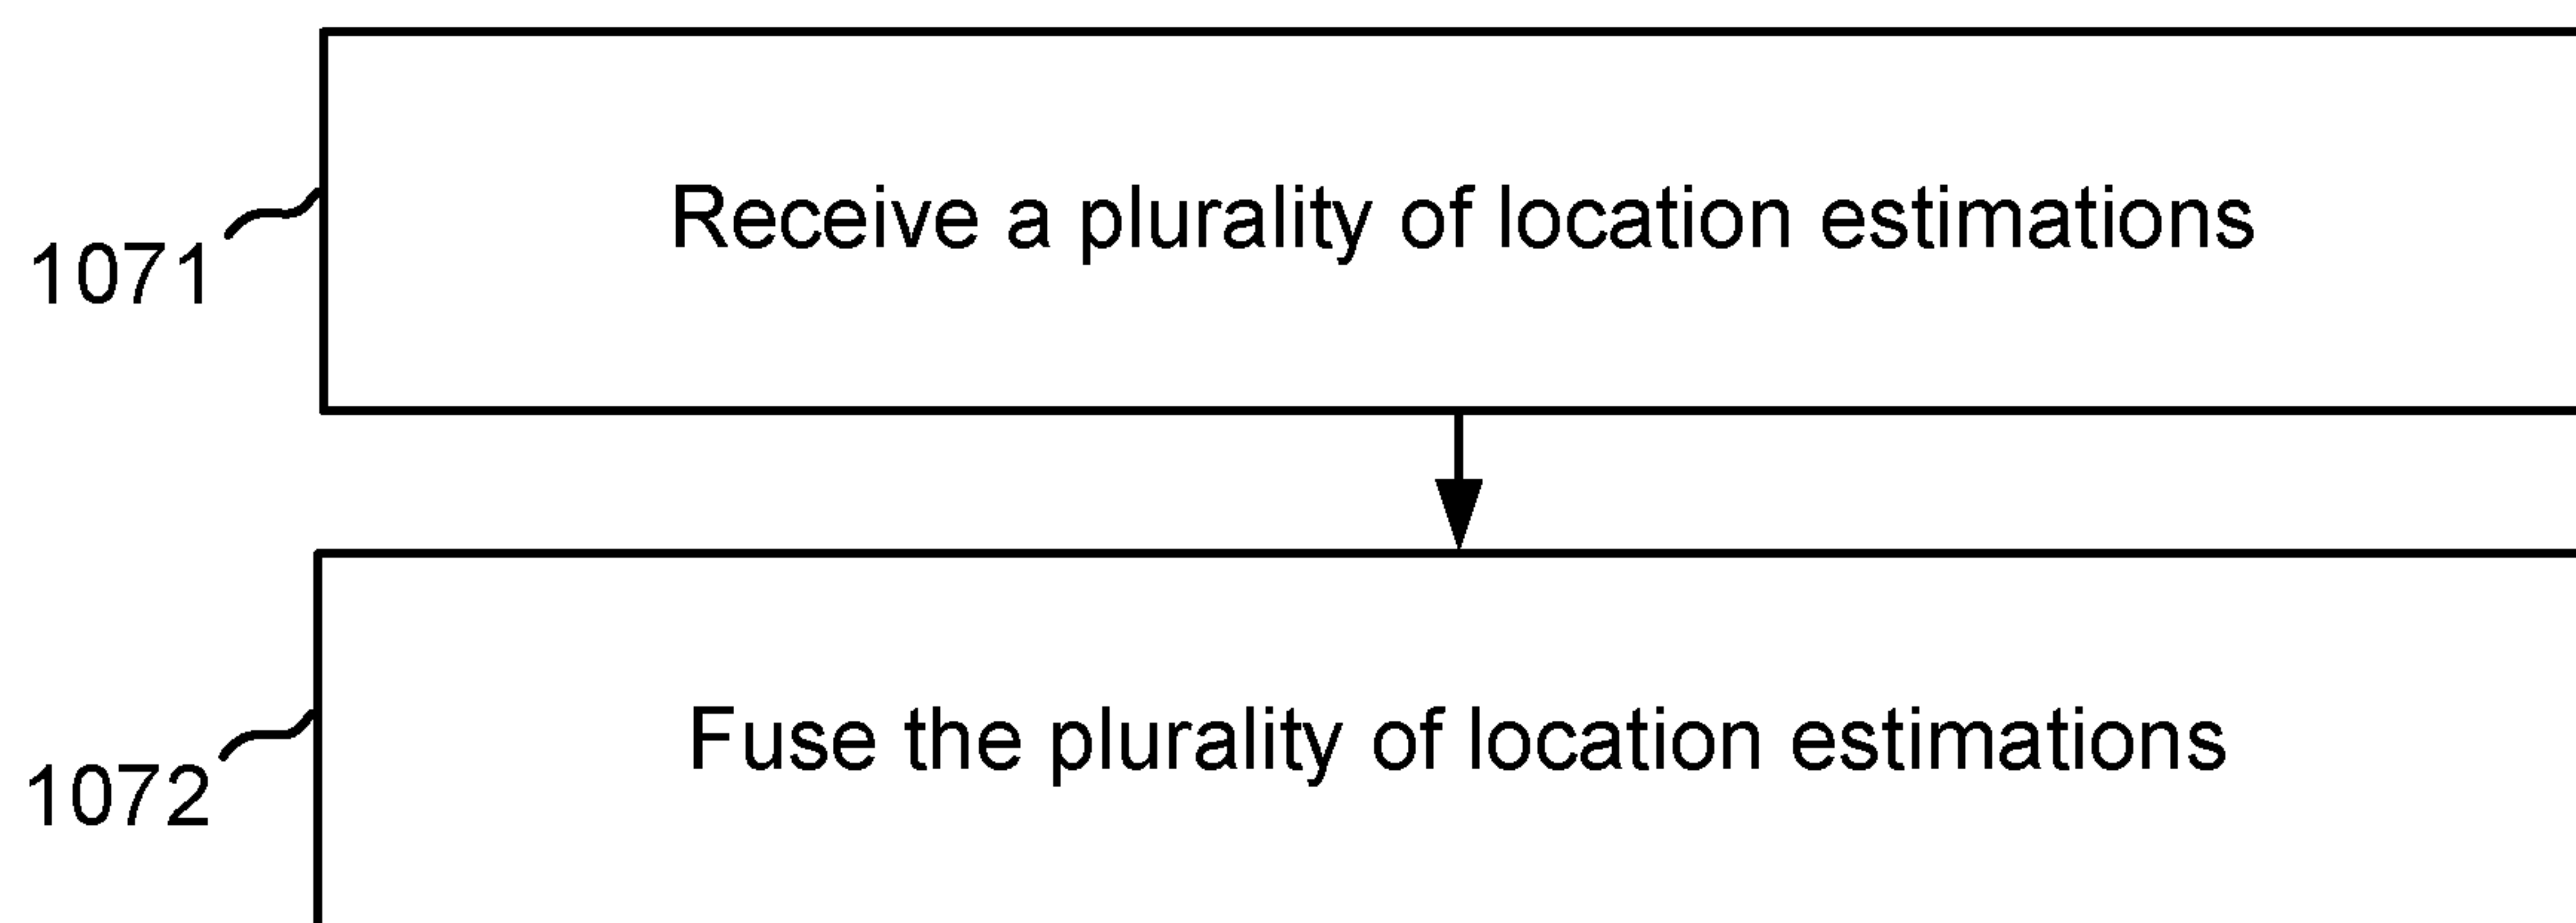 Receive a plurality of location estimations
1071
Fuse the plurality of location estimations
1072